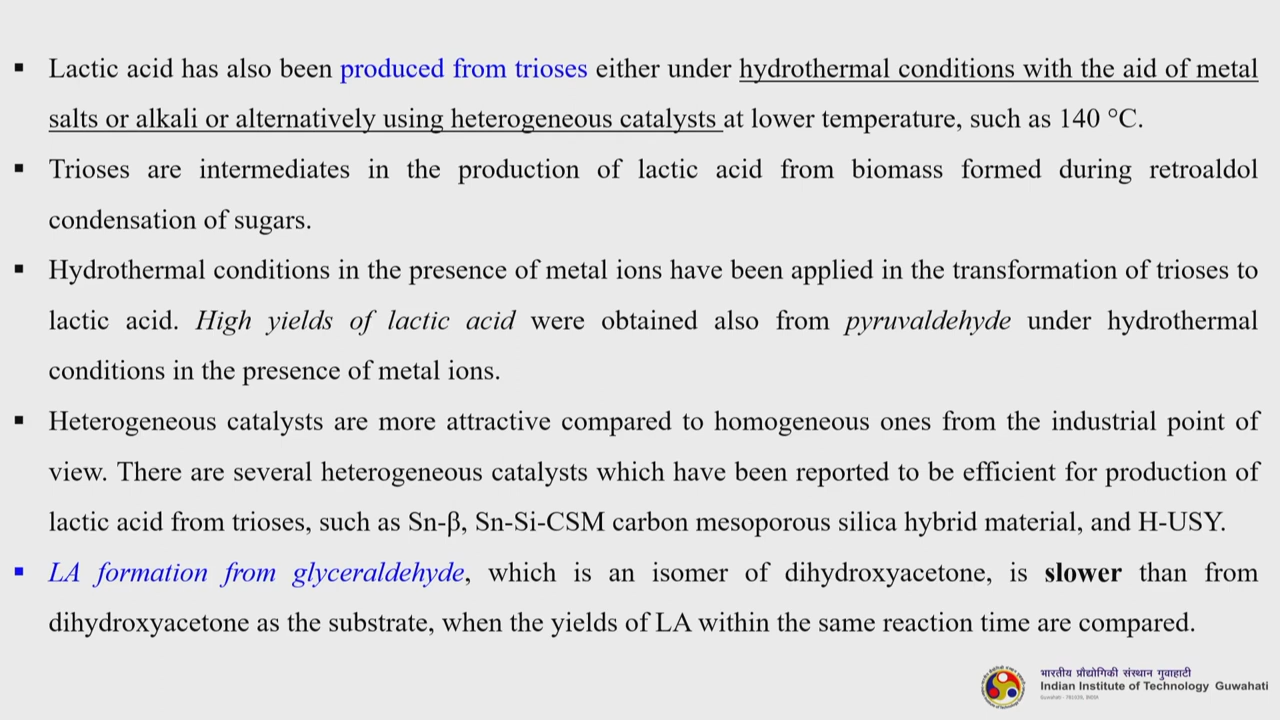 ▪ Lactic acid has also been produced from trioses either under hydrothermal conditions with the aid of metal
salts or alkali or alternatively using heterogeneous catalysts at lower temperature, such as 140 °C.
▪ Trioses are intermediates in the production of lactic acid from biomass formed during retroaldol
condensation of sugars.
▪ Hydrothermal conditions in the presence of metal ions have been applied in the transformation of trioses to
lactic acid. High yields of lactic acid were obtained also from pyruvaldehyde under hydrothermal
conditions in the presence of metal ions.
▪ Heterogeneous catalysts are more attractive compared to homogeneous ones from the industrial point of
view. There are several heterogeneous catalysts which have been reported to be efficient for production of
lactic acid from trioses, such as Sn-β, Sn-Si-CSM carbon mesoporous silica hybrid material, and H-USY.
▪ LA formation from glyceraldehyde, which is an isomer of dihydroxyacetone, is slower than from
dihydroxyacetone as the substrate, when the yields of LA within the same reaction time are compared.
भारतीय प्रौद्योगिकी संस्थान गुवाहाटी
Indian Institute of Technology Guwahati
Guwahati - 781039, INDIA